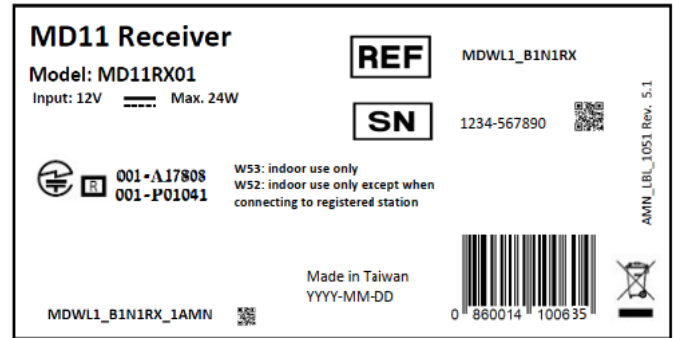 MD11 Receiver
Model: MD11RX01
Input: 12V Max. 24W
REF MDWL1_B1N1RX
SN 1234-567890
AMN_LBL_1051 Rev. 5.1
R 001-A17808
001-P01041
W53: indoor use only
W52: indoor use only except when
connecting to registered station
Made in Taiwan
YYYY-MM-DD
0 860014 100635
MDWL1_B1N1RX_1AMN